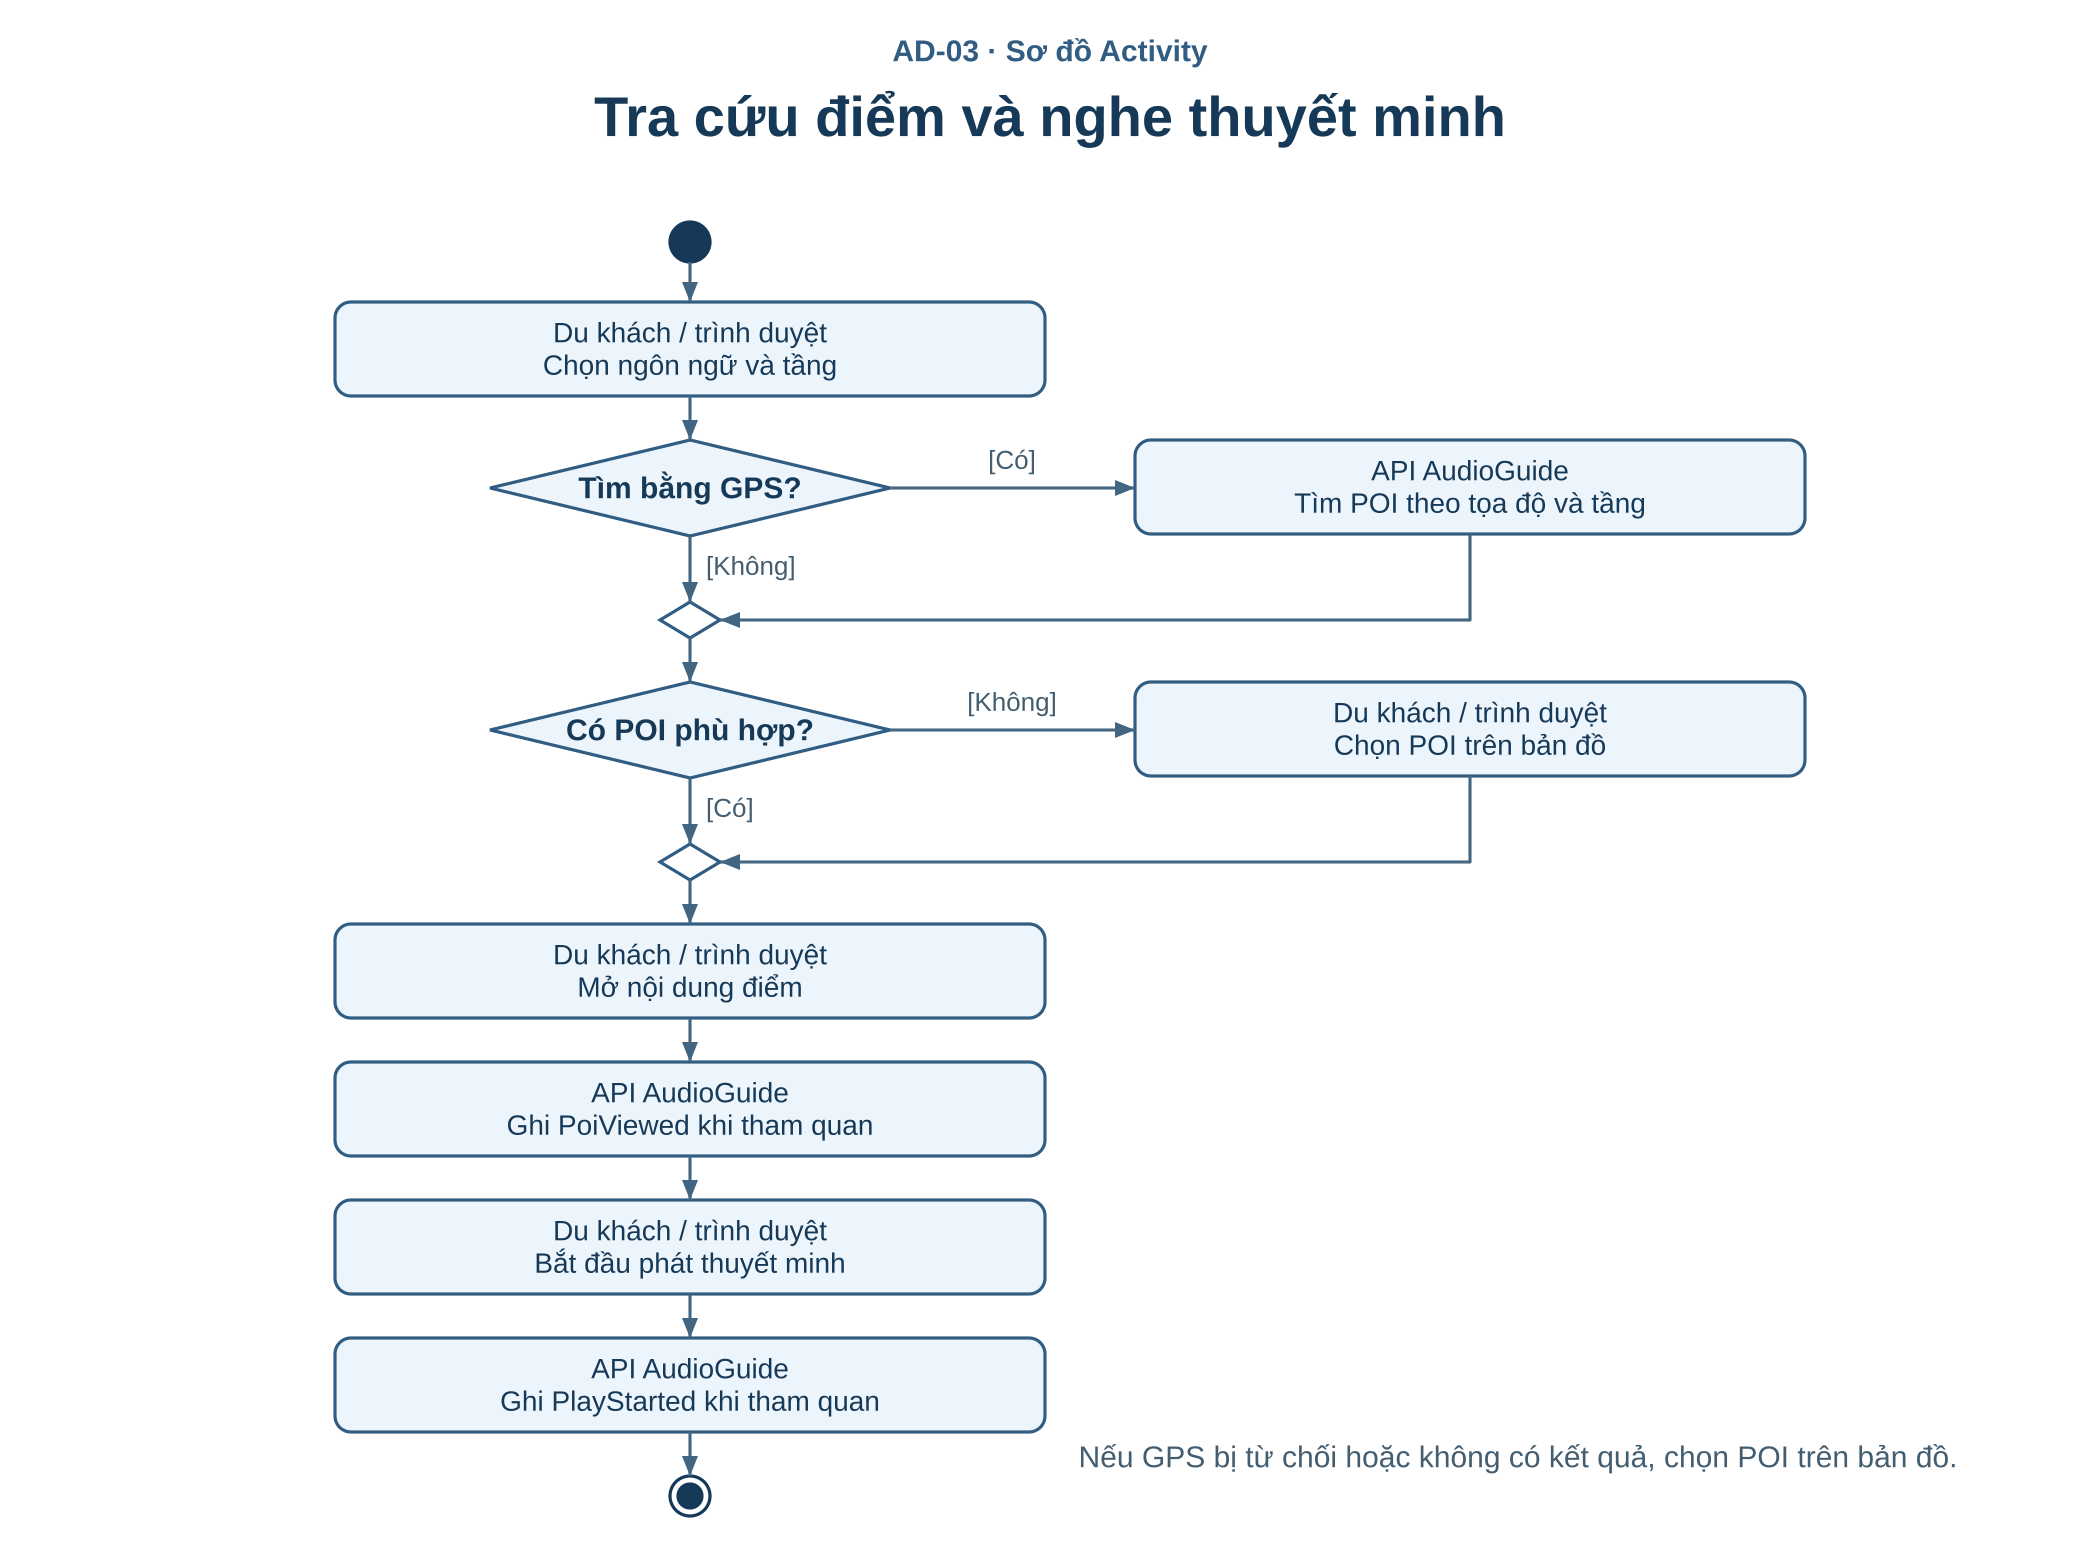 AD-03 · Sơ đồ Activity
Tra cứu điểm và nghe thuyết minh
Du khách / trình duyệt
Chọn ngôn ngữ và tầng
Tìm bằng GPS?
[Có]
API AudioGuide
Tìm POI theo tọa độ và tầng
[Không]
Có POI phù hợp?
[Không]
Du khách / trình duyệt
Chọn POI trên bản đồ
[Có]
Du khách / trình duyệt
Mở nội dung điểm
API AudioGuide
Ghi PoiViewed khi tham quan
Du khách / trình duyệt
Bắt đầu phát thuyết minh
API AudioGuide
Ghi PlayStarted khi tham quan
Nếu GPS bị từ chối hoặc không có kết quả, chọn POI trên bản đồ.